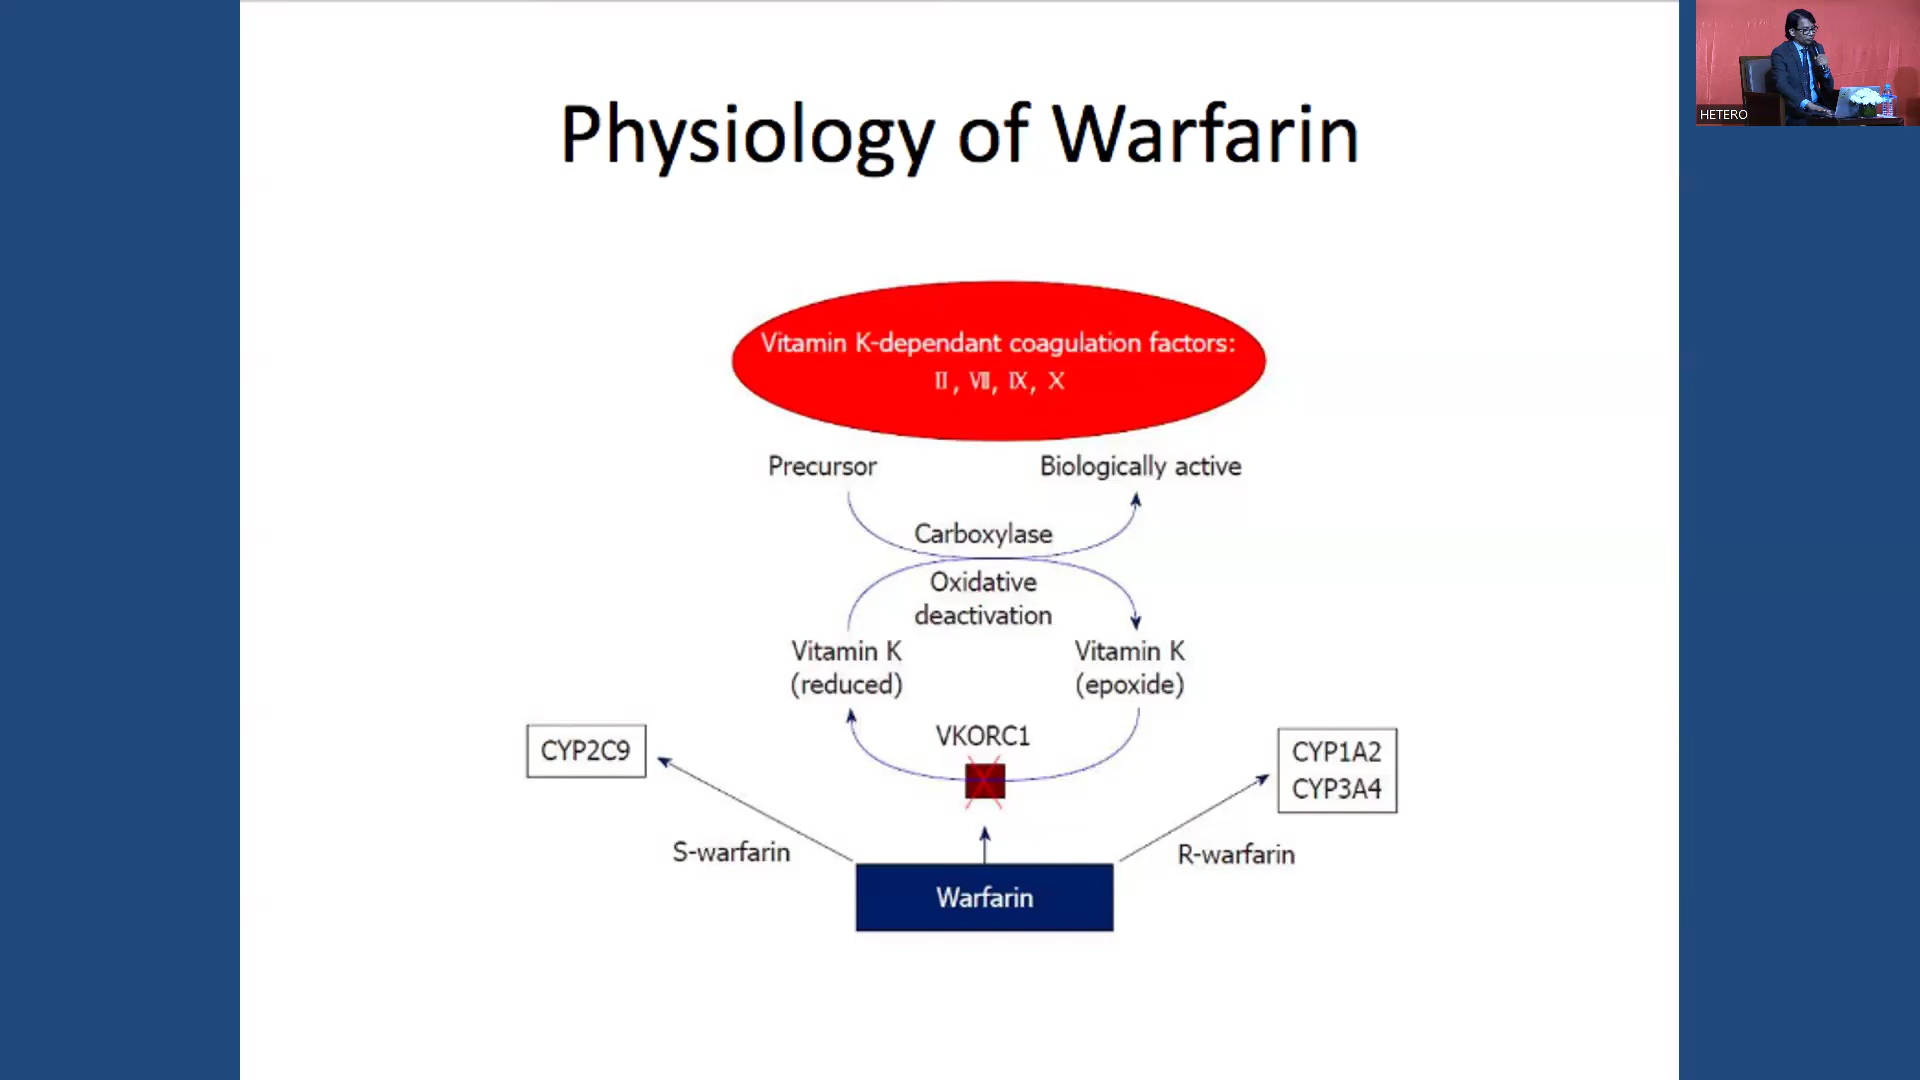 HETERO
Physiology of Warfarin
Vitamin K-dependant coagulation factors:
Ⅱ, Ⅶ, Ⅸ, Ⅹ
Precursor
Biologically active
Carboxylase
Oxidative
deactivation
Vitamin K
(reduced)
Vitamin K
(epoxide)
VKORC1
CYP2C9
CYP1A2
CYP3A4
S-warfarin
R-warfarin
Warfarin